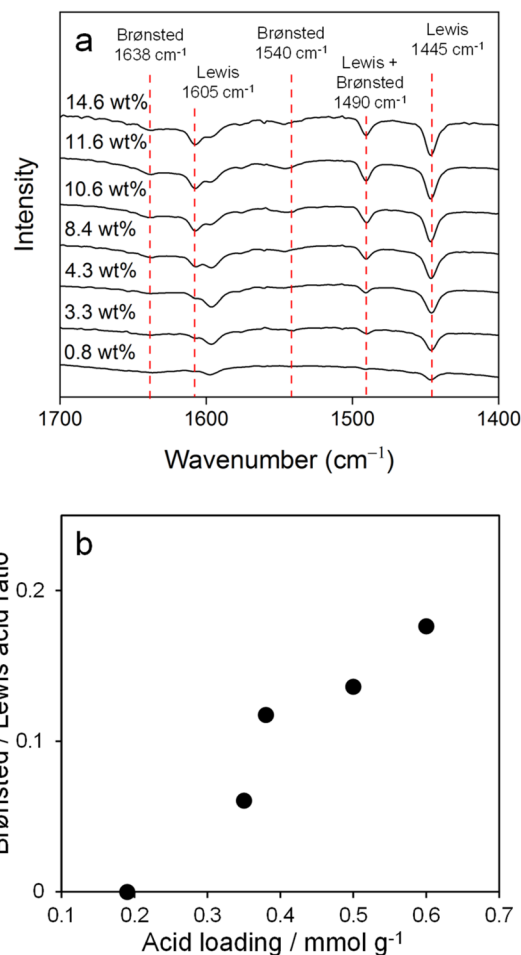 a
Brønsted
1638 cm⁻¹
Lewis
1605 cm⁻¹
Brønsted
1540 cm⁻¹
Lewis +
Brønsted
1490 cm⁻¹
Lewis
1445 cm⁻¹
14.6 wt%
11.6 wt%
10.6 wt%
8.4 wt%
4.3 wt%
3.3 wt%
0.8 wt%
Intensity
1700 1600 1500 1400
Wavenumber (cm⁻¹)
b
Brønsted / Lewis acid ratio
0.2
0.1
0
0.1 0.2 0.3 0.4 0.5 0.6 0.7
Acid loading / mmol g⁻¹